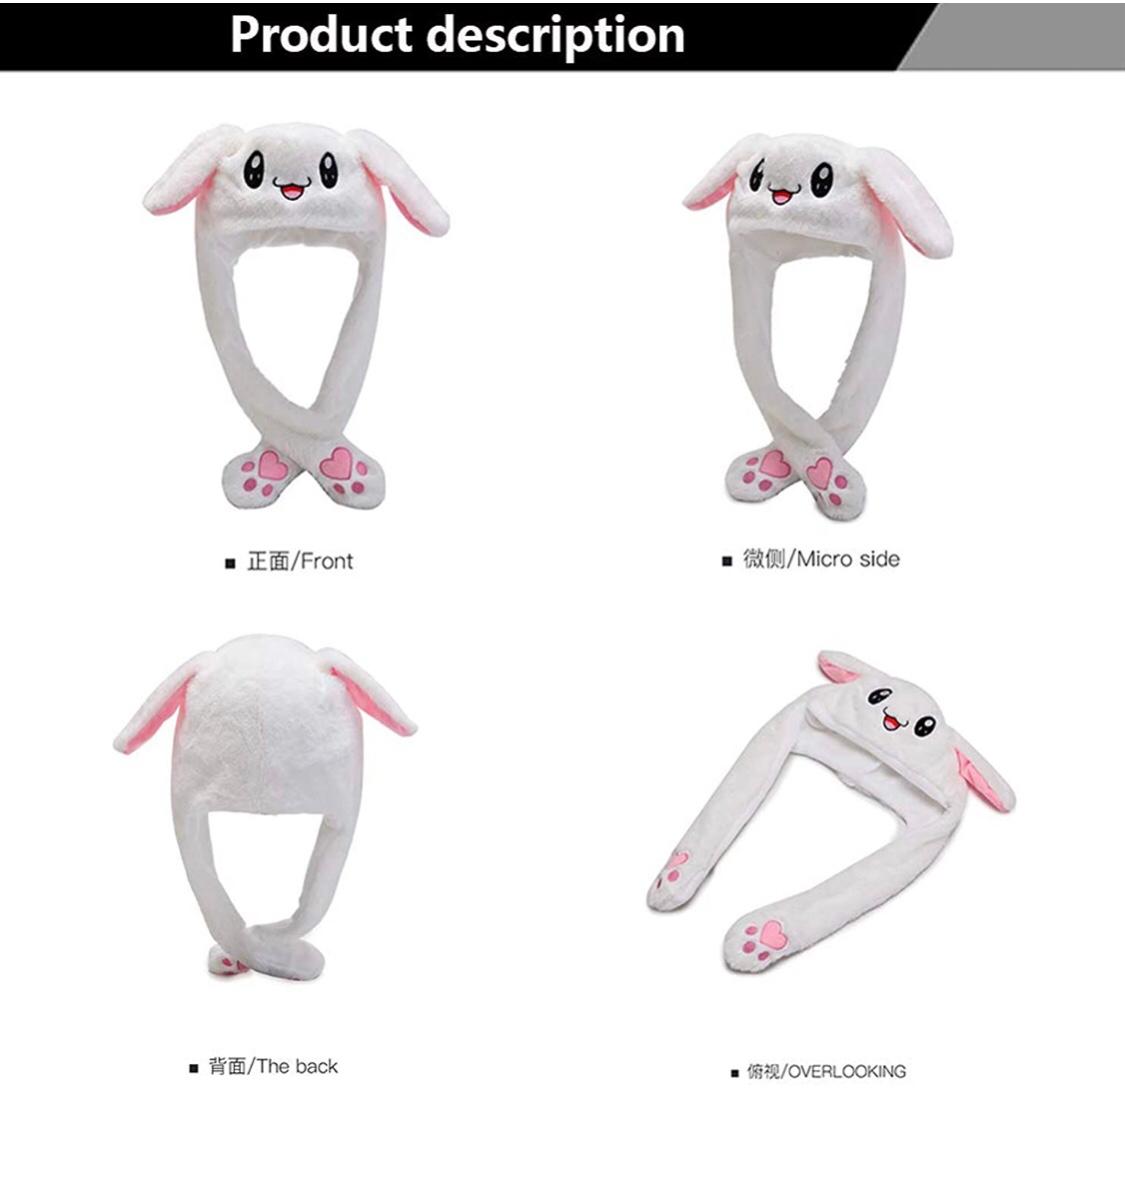 Product description
■ 正面/Front
■ 微侧/Micro side
■ 背面/The back
■ 俯视/OVERLOOKING